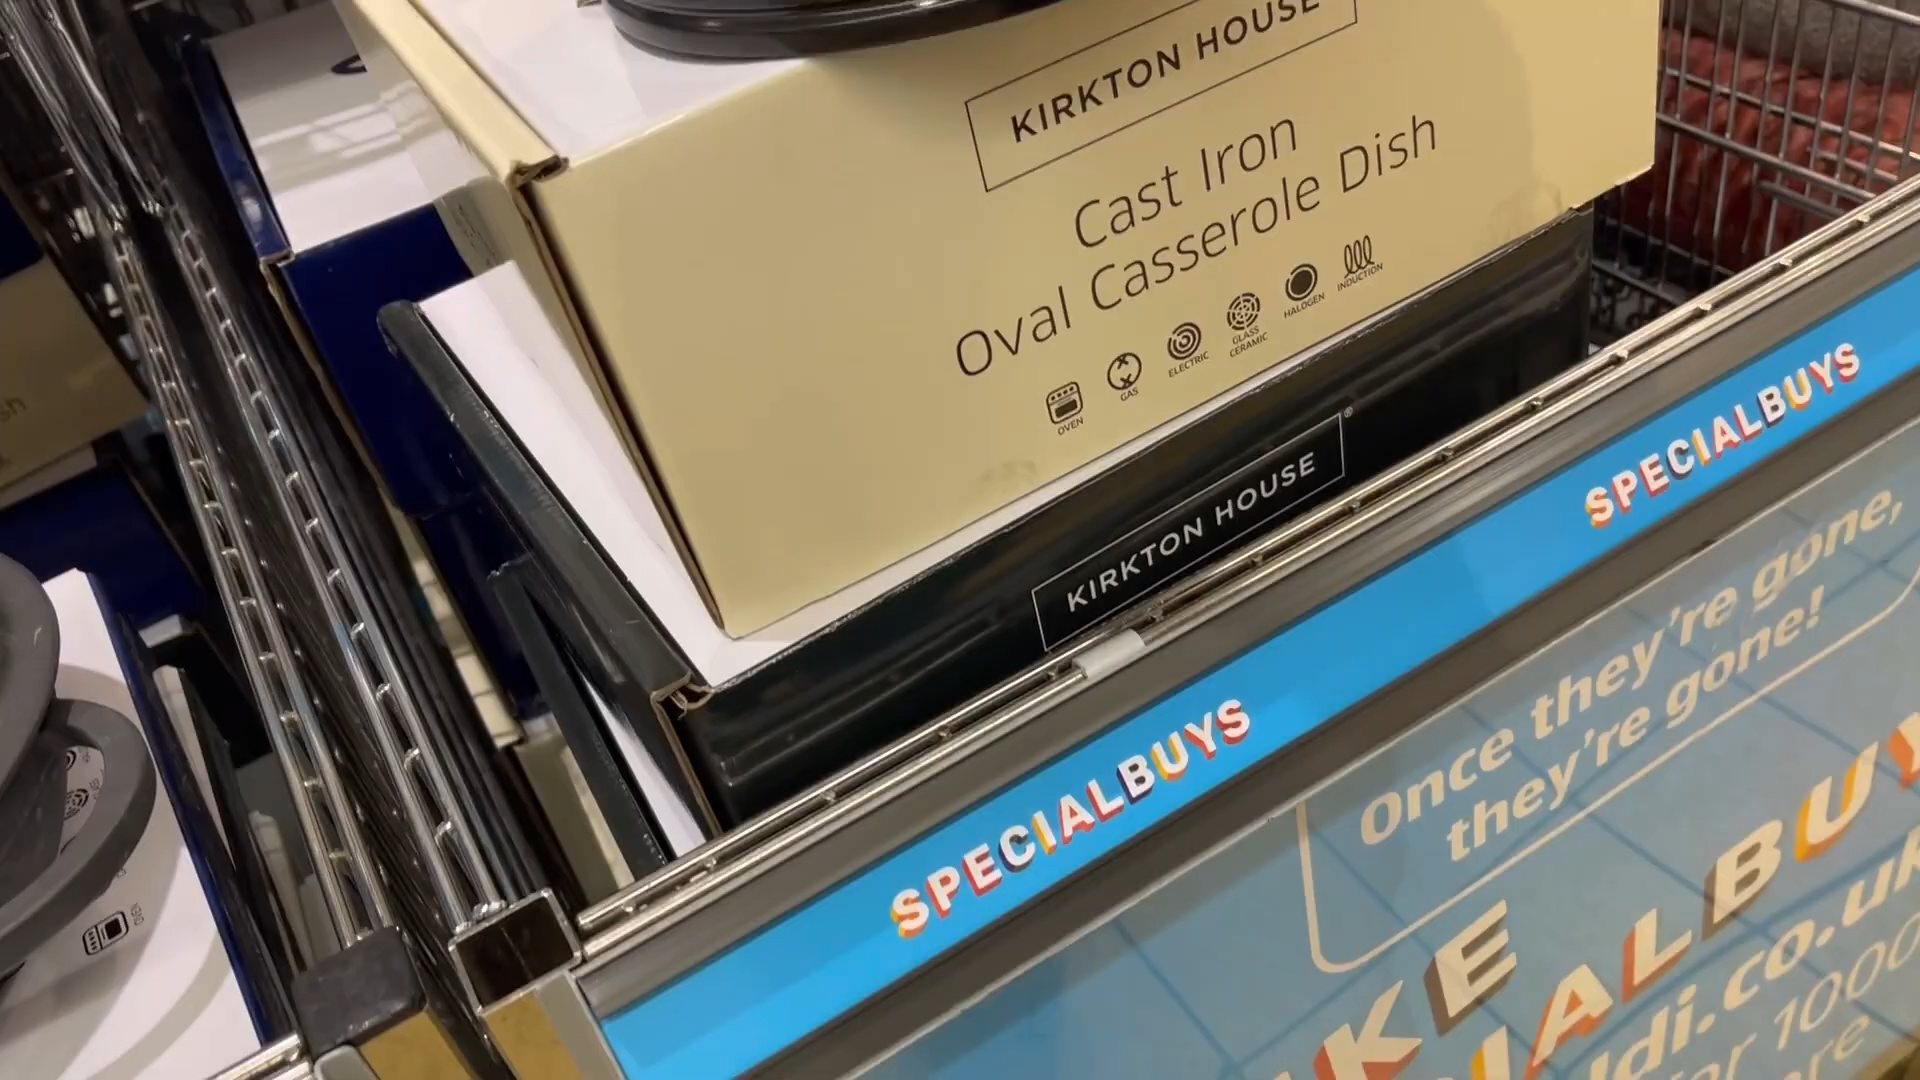 KIRKTON HOUSE
Cast Iron
Oval Casserole Dish
OVEN
GAS
ELECTRIC
GLASS
CERAMIC
HALOGEN
INDUCTION
KIRKTON HOUSE®
SPECIALBUYS
SPECIALBUYS
Once they're gone,
they're gone!
OVEN